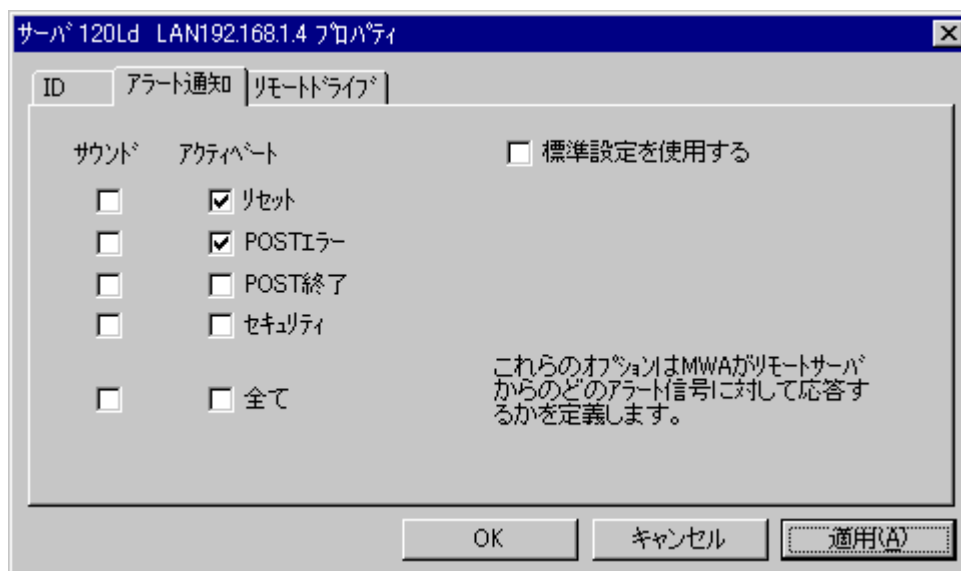 サーバ 120Ld LAN192.168.1.4 プロパティ
ID アラート通知 リモートドライブ
サウンド アクティベート 標準設定を使用する
リセット
POSTエラー
POST終了
セキュリティ
全て
これらのオプションはMWAがリモートサーバ
からのどのアラート信号に対して応答す
るかを定義します。
OK キャンセル 適用(A)